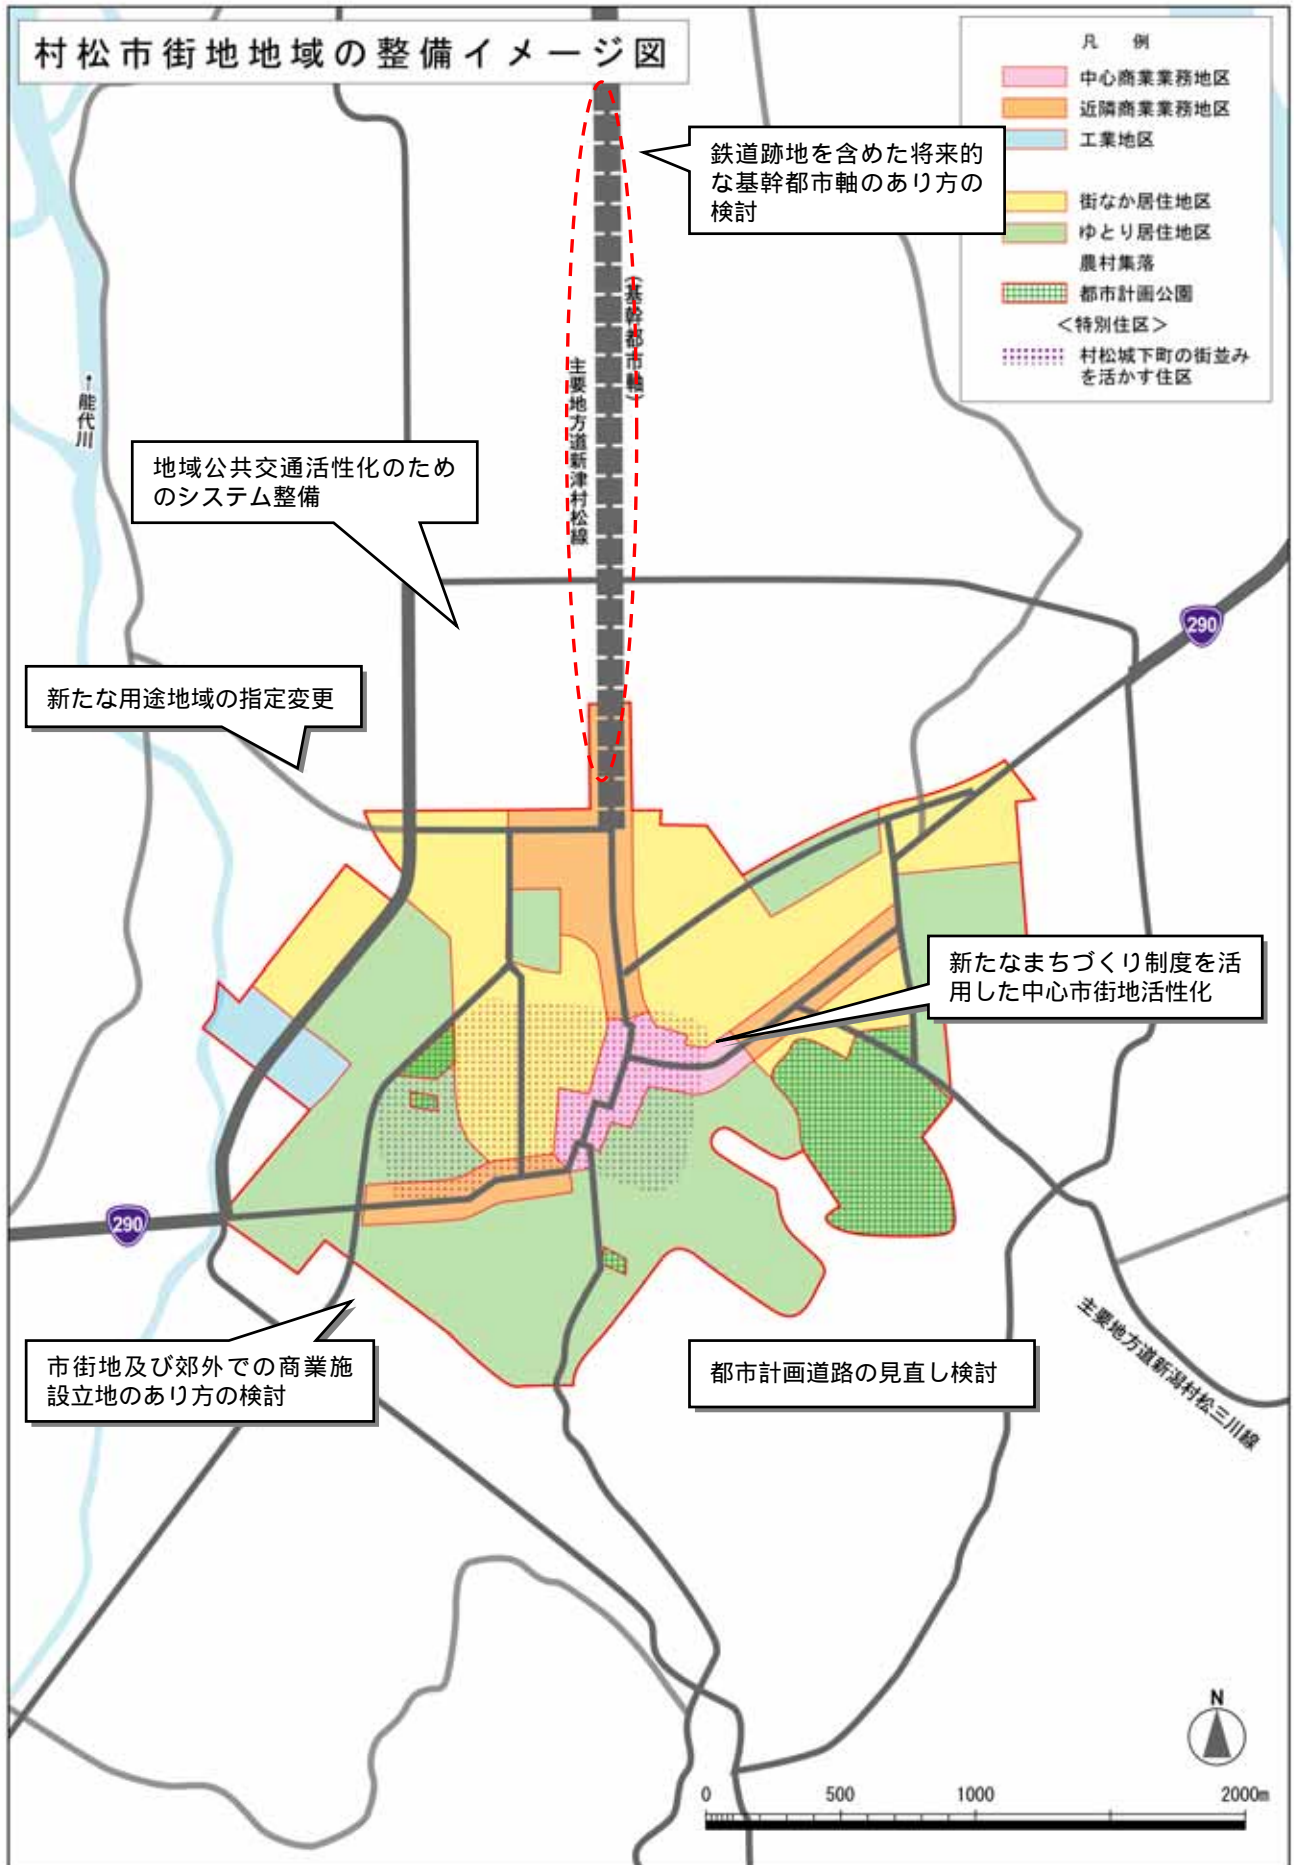 村松市街地地域の整備イメージ図
凡 例
中心商業業務地区
近隣商業業務地区
工業地区
街なか居住地区
ゆとり居住地区
農村集落
都市計画公園
＜特別住区＞
村松城下町の街並み
を活かす住区
鉄道跡地を含めた将来的
な基幹都市軸のあり方の
検討
(基幹都市軸)
主要地方道新津村松線
↑能代川
地域公共交通活性化のため
のシステム整備
290
新たな用途地域の指定変更
新たなまちづくり制度を活
用した中心市街地活性化
290
市街地及び郊外での商業施
設立地のあり方の検討
都市計画道路の見直し検討
主要地方道新潟村松三川線
N
0 500 1000 2000m